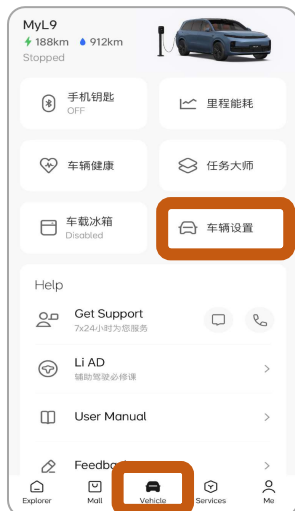 MyL9
188km 912km
Stopped
手机钥匙
OFF
里程能耗
车辆健康
任务大师
车载冰箱
Disabled
车辆设置
Help
Get Support
7x24小时为您服务
Li AD
辅助驾驶必修课
User Manual
Explorer
Mall
Vehicle
Services
Me